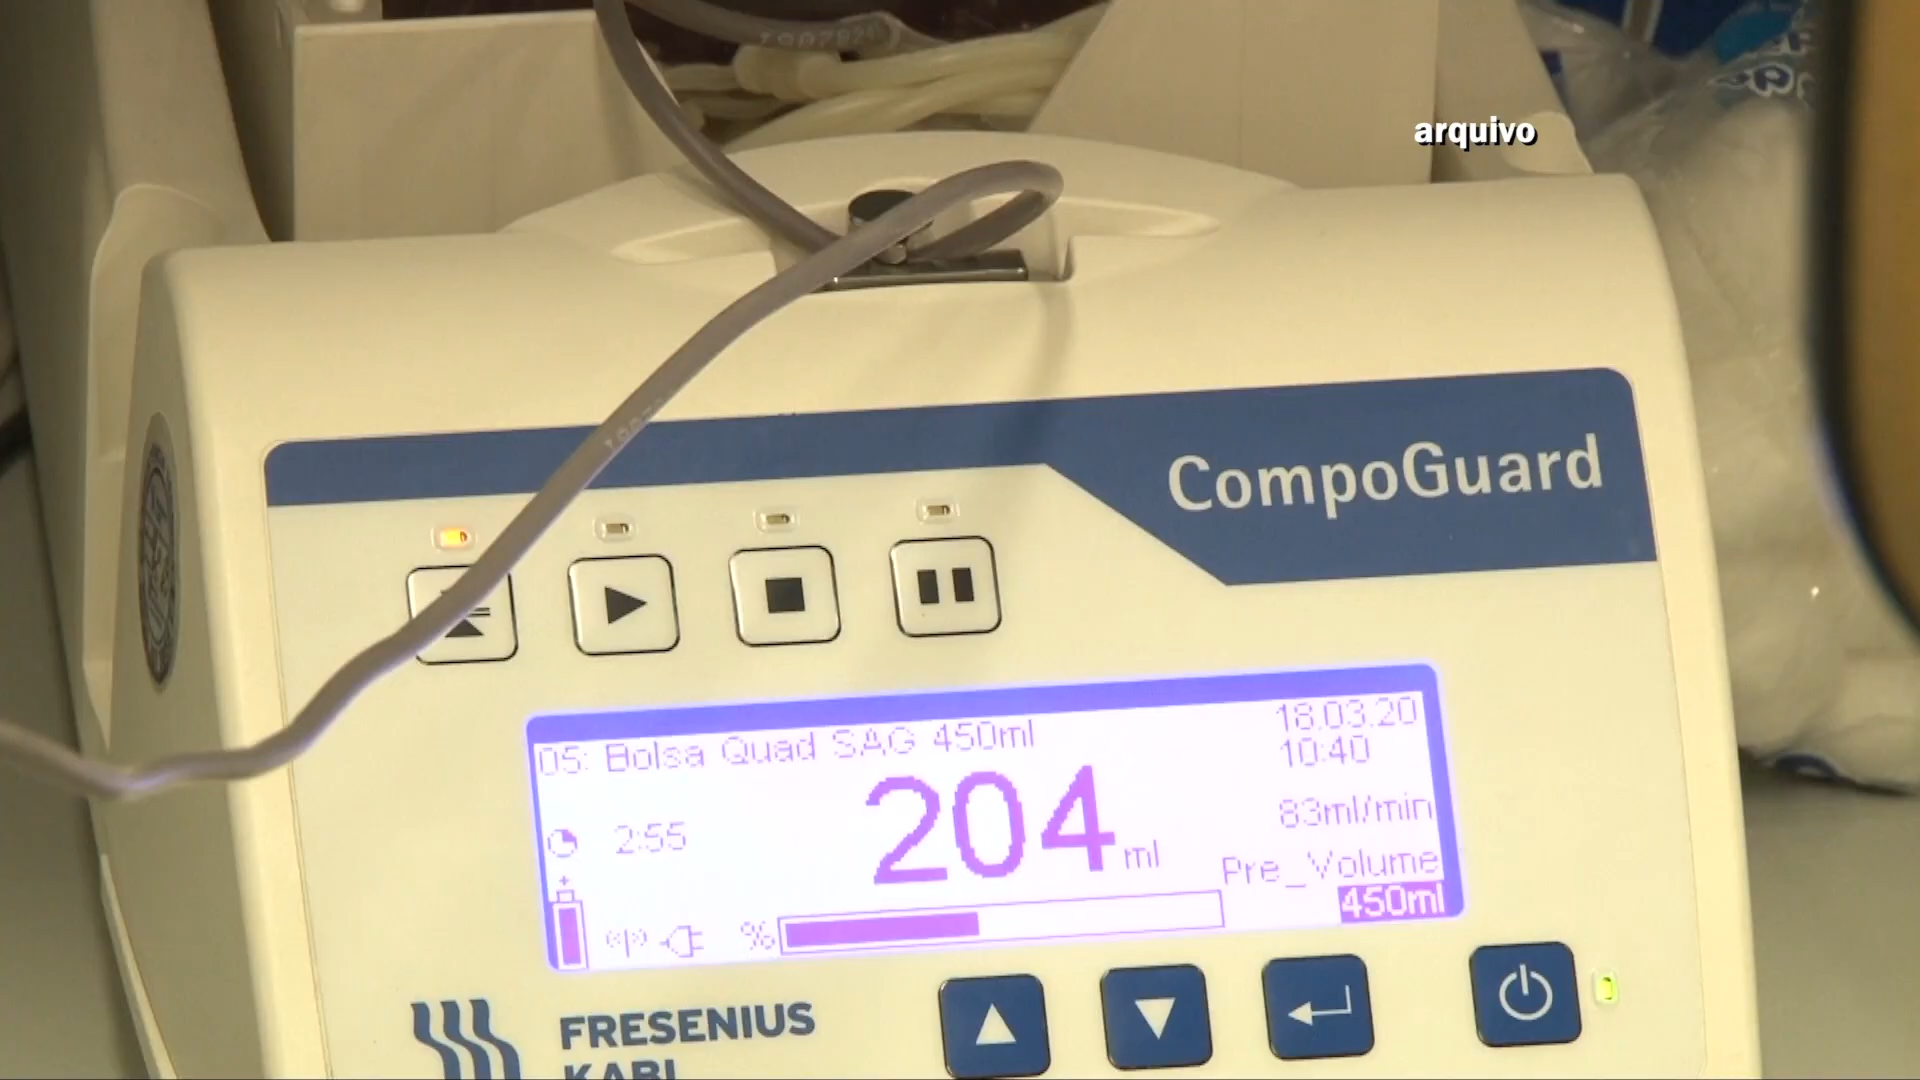 arquivo
CompoGuard
05: Bolsa Quad SAG 450ml
18.03.20
10:40
204 ml
83ml/min
2:55
Pre_Volume
450ml
%
FRESENIUS
KABI